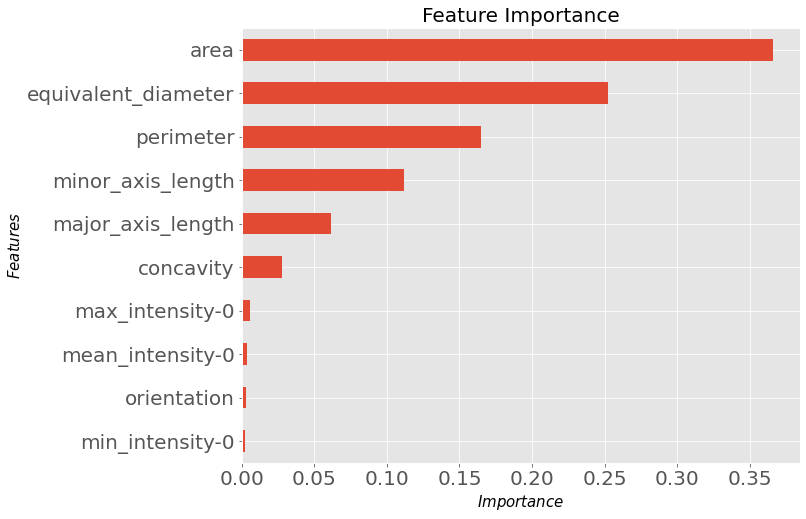 Feature Importance
area
equivalent_diameter
perimeter
minor_axis_length
major_axis_length
concavity
max_intensity-0
mean_intensity-0
orientation
min_intensity-0
Features
0.00 0.05 0.10 0.15 0.20 0.25 0.30 0.35
Importance